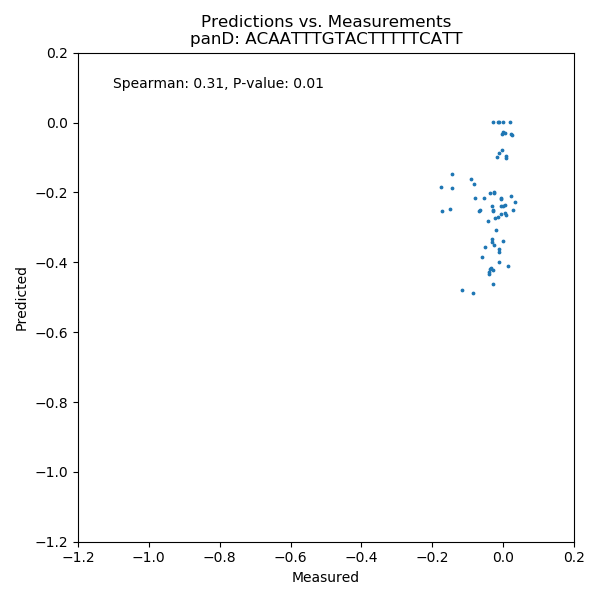 Predictions vs. Measurements
panD: ACAATTTGTACTTTTTCATT
Spearman: 0.31, P-value: 0.01
0.2
0.0
−0.2
−0.4
−0.6
−0.8
−1.0
−1.2
Predicted
−1.2 −1.0 −0.8 −0.6 −0.4 −0.2 0.0 0.2
Measured